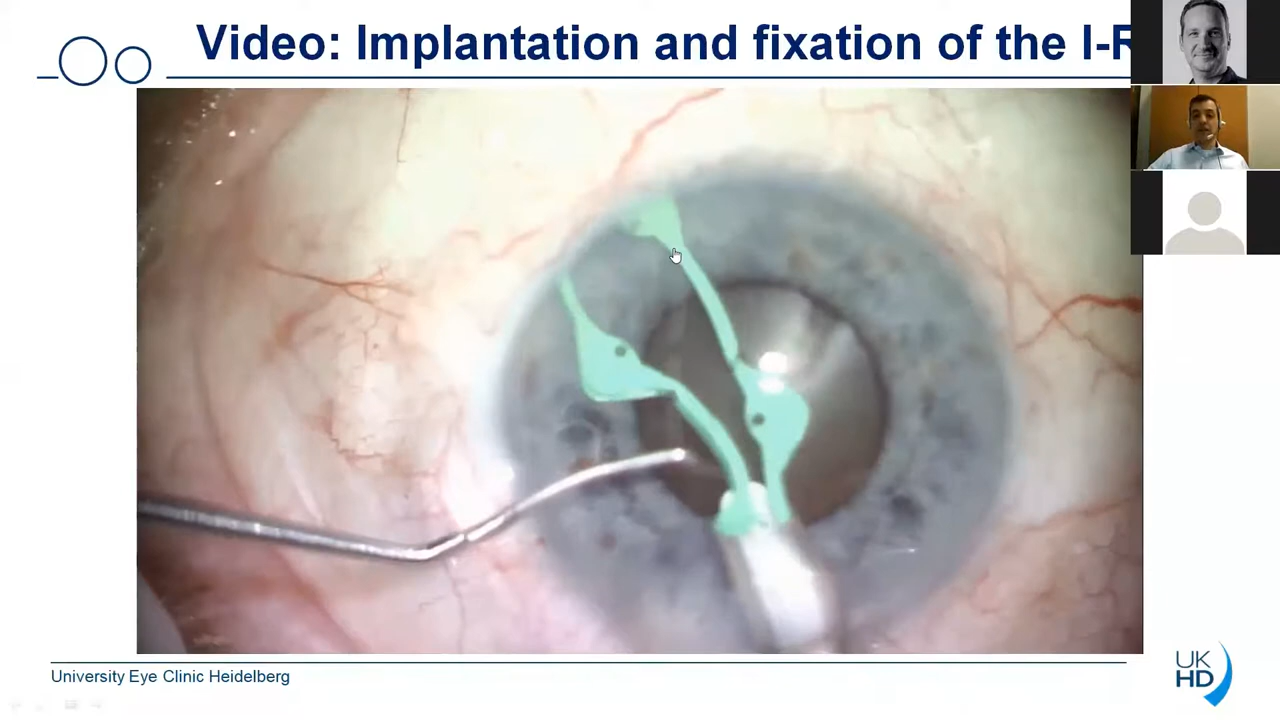 Video: Implantation and fixation of the I-R
University Eye Clinic Heidelberg
UK
HD